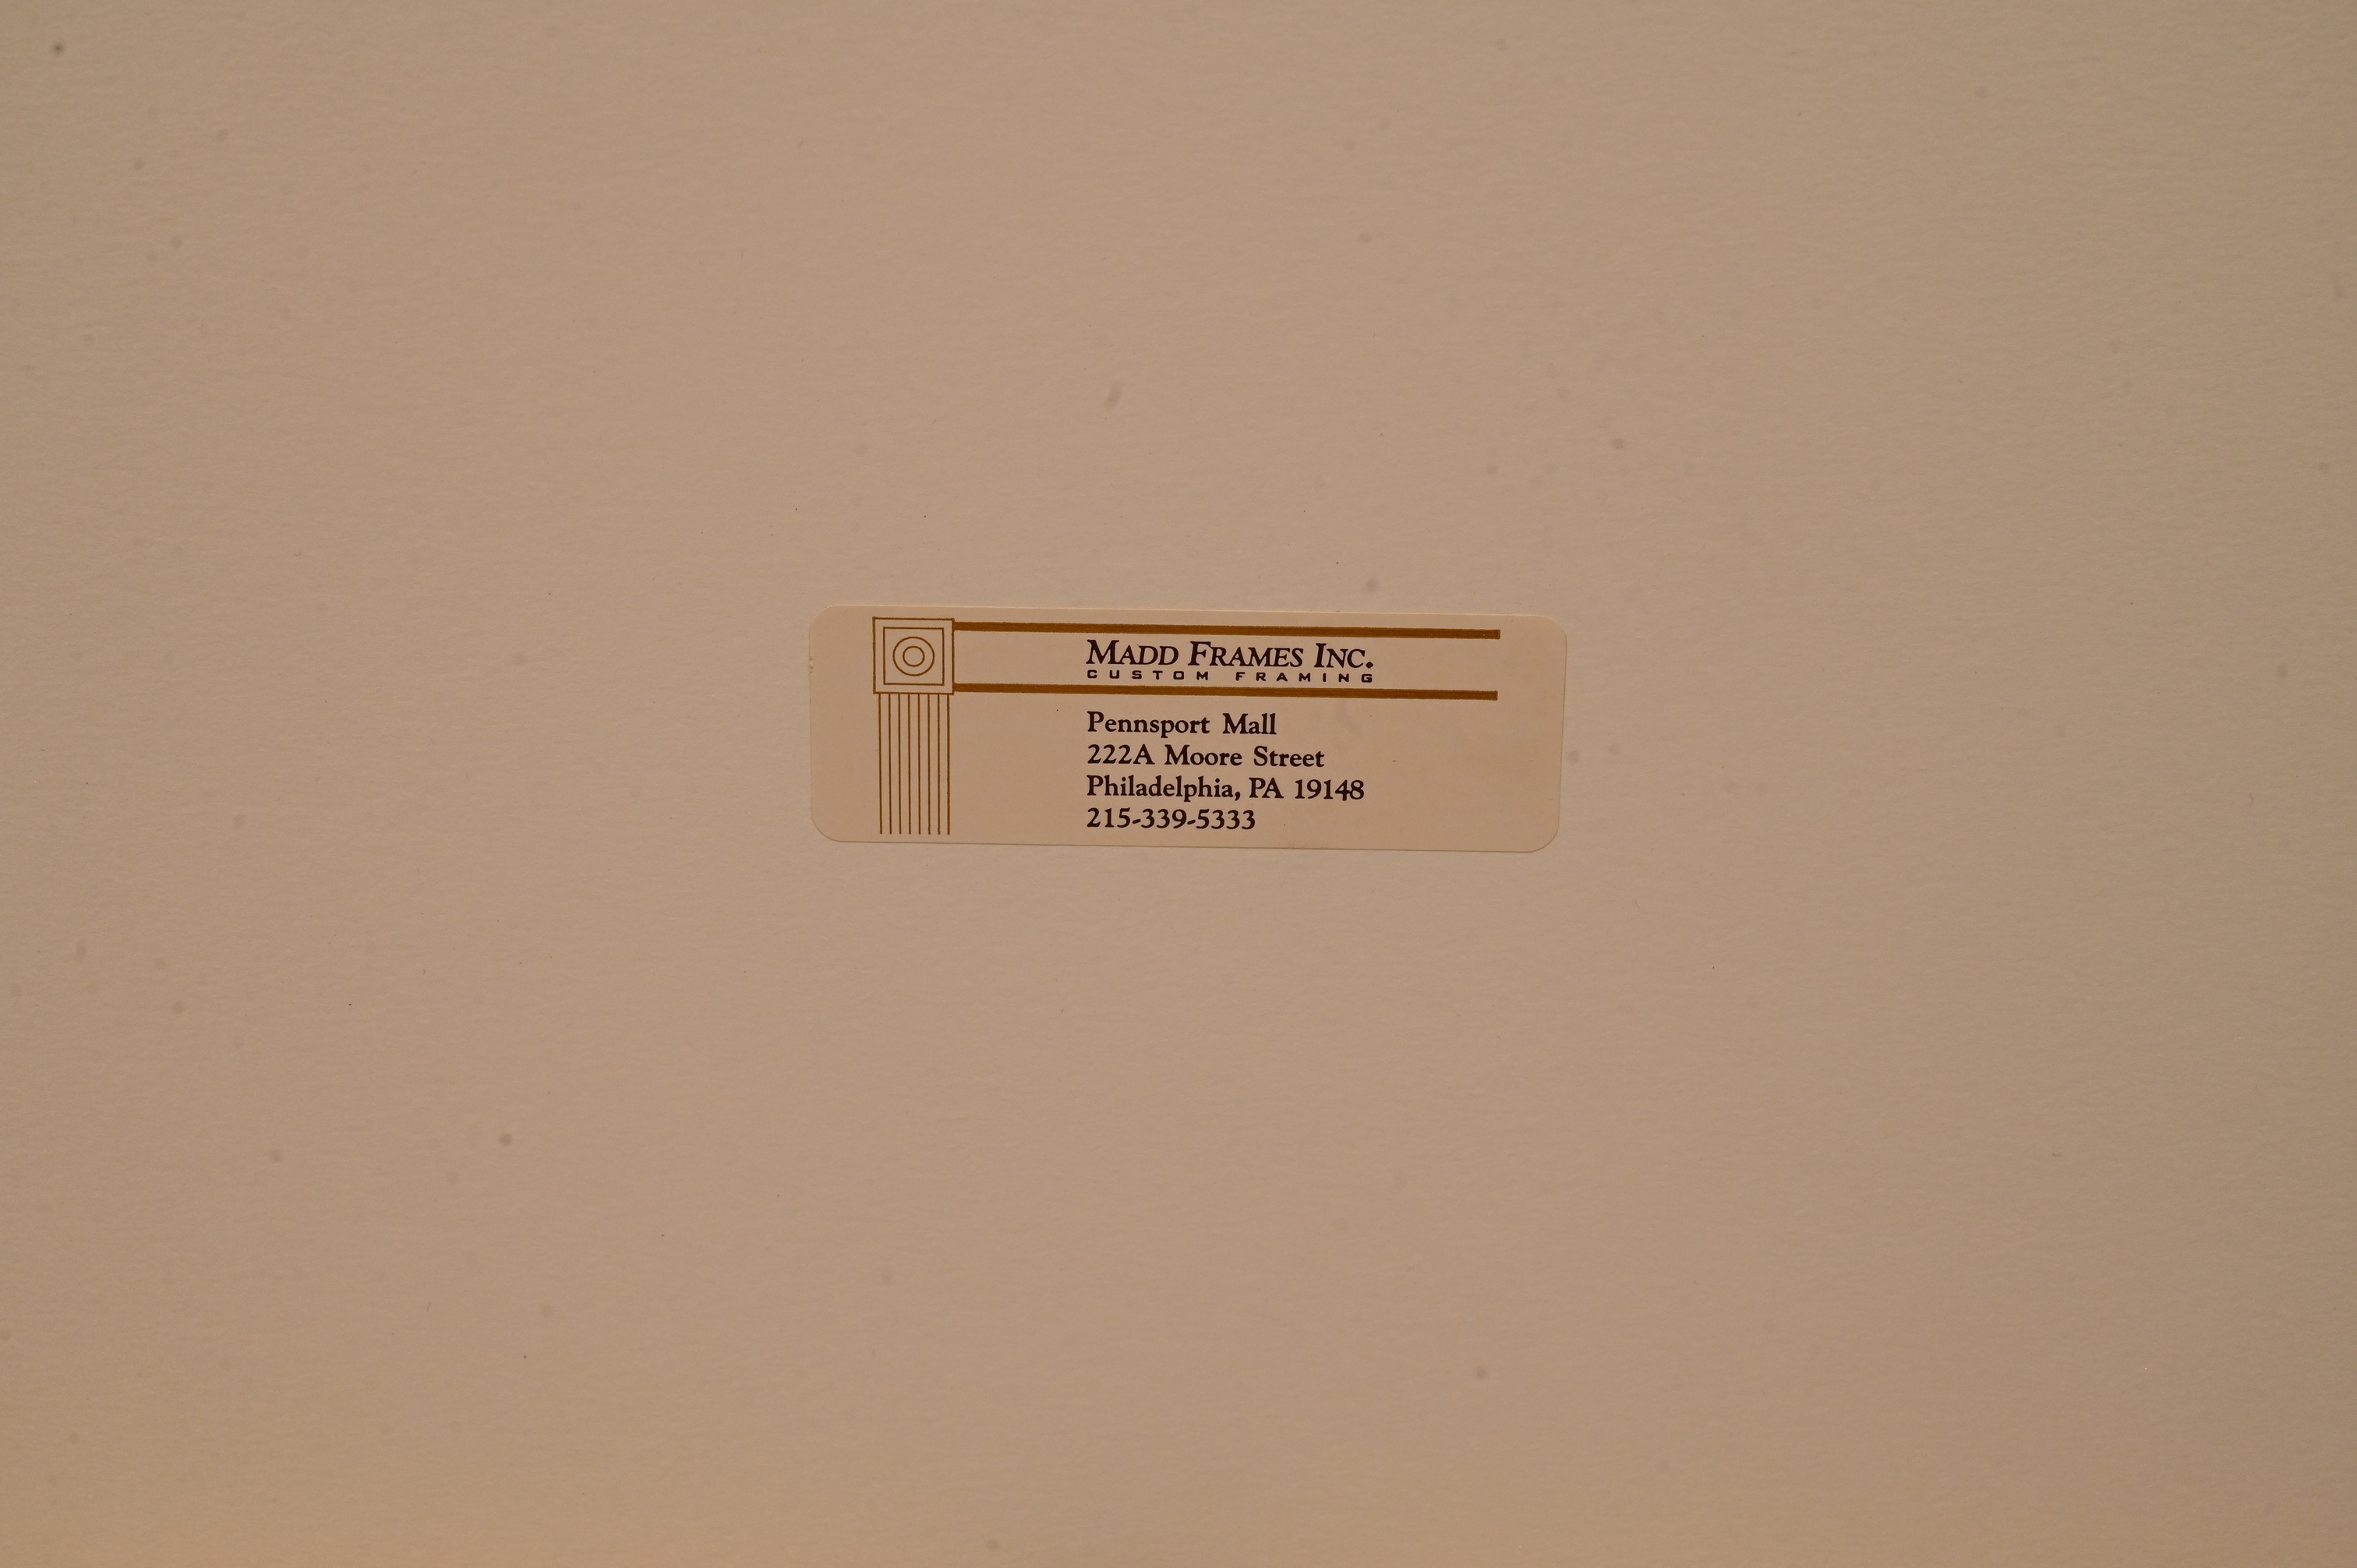 MADD FRAMES INC.
CUSTOM FRAMING
Pennsport Mall
222A Moore Street
Philadelphia, PA 19148
215-339-5333